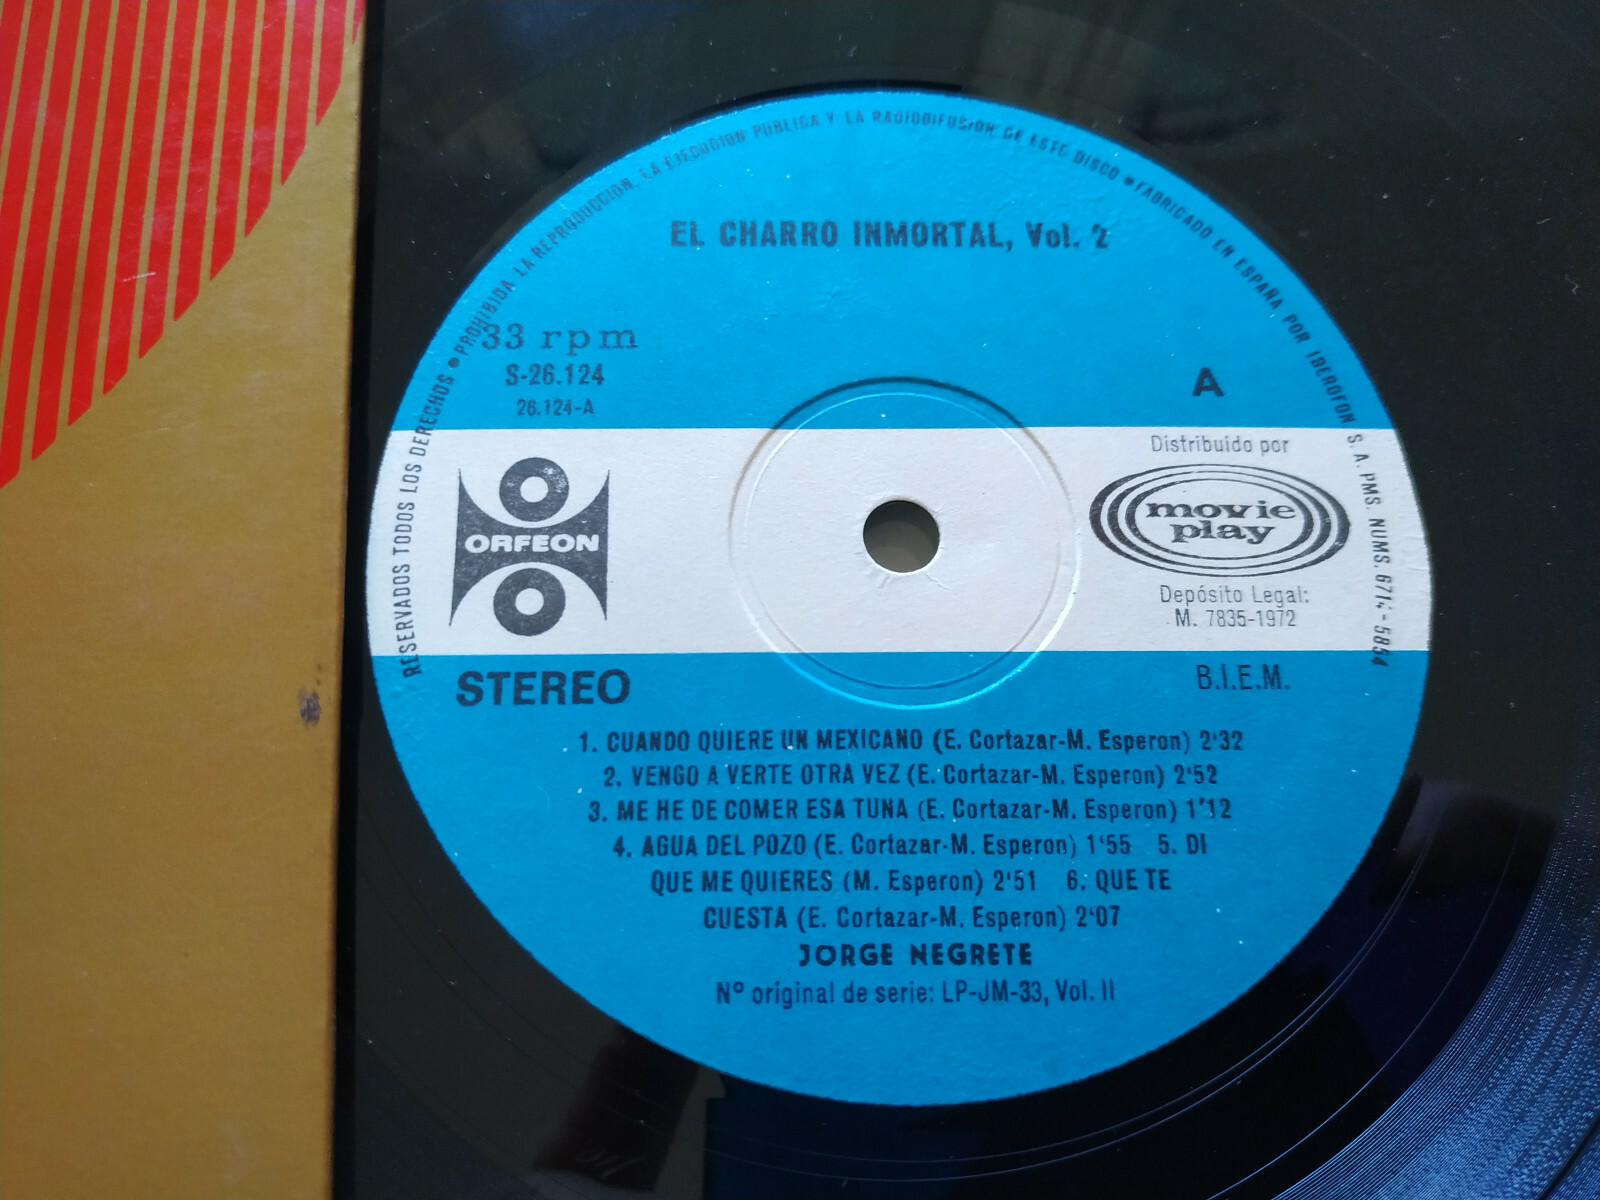 RESERVADOS TODOS LOS DERECHOS • PROHIBIDA LA REPRODUCCION, LA EJECUCION PUBLICA Y LA RADIODIFUSION DE ESTE DISCO • FABRICADO EN ESPAÑA POR IBEROFON S. A. PMS. NUMS. 6714 - 5854
EL CHARRO INMORTAL, Vol. 2
33 rpm
S-26.124
26.124-A
A
ORFEON
Distribuido por
movie
play
Depósito Legal:
M. 7835-1972
STEREO
B.I.E.M.
1. CUANDO QUIERE UN MEXICANO (E. Cortazar-M. Esperon) 2'32
2. VENGO A VERTE OTRA VEZ (E. Cortazar-M. Esperon) 2'52
3. ME HE DE COMER ESA TUNA (E. Cortazar-M. Esperon) 1'12
4. AGUA DEL POZO (E. Cortazar-M. Esperon) 1'55 5. DI
QUE ME QUIERES (M. Esperon) 2'51 6. QUE TE
CUESTA (E. Cortazar-M. Esperon) 2'07
JORGE NEGRETE
Nº original de serie: LP-JM-33, Vol. II